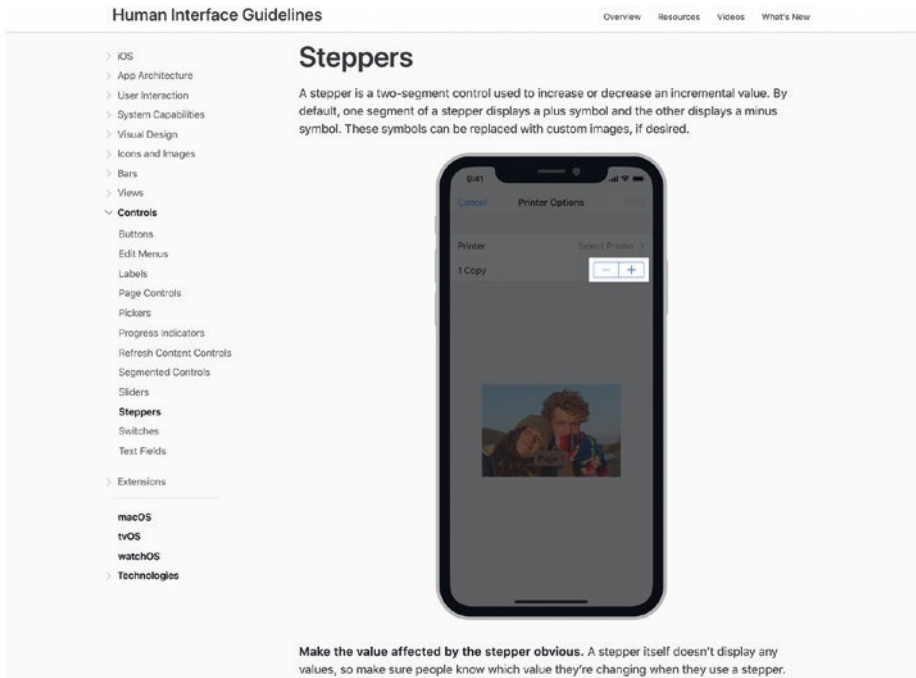 Human Interface Guidelines
Overview Resources Videos What's New
iOS
App Architecture
User Interaction
System Capabilities
Visual Design
Icons and Images
Bars
Views
Controls
Buttons
Edit Menus
Labels
Page Controls
Pickers
Progress Indicators
Refresh Content Controls
Segmented Controls
Sliders
Steppers
Switches
Text Fields
Extensions
macOS
tvOS
watchOS
Technologies
Steppers
A stepper is a two-segment control used to increase or decrease an incremental value. By
default, one segment of a stepper displays a plus symbol and the other displays a minus
symbol. These symbols can be replaced with custom images, if desired.
9:41
Cancel Printer Options
Printer Select Printer
1 Copy − +
Page 1
Make the value affected by the stepper obvious. A stepper itself doesn't display any
values, so make sure people know which value they're changing when they use a stepper.